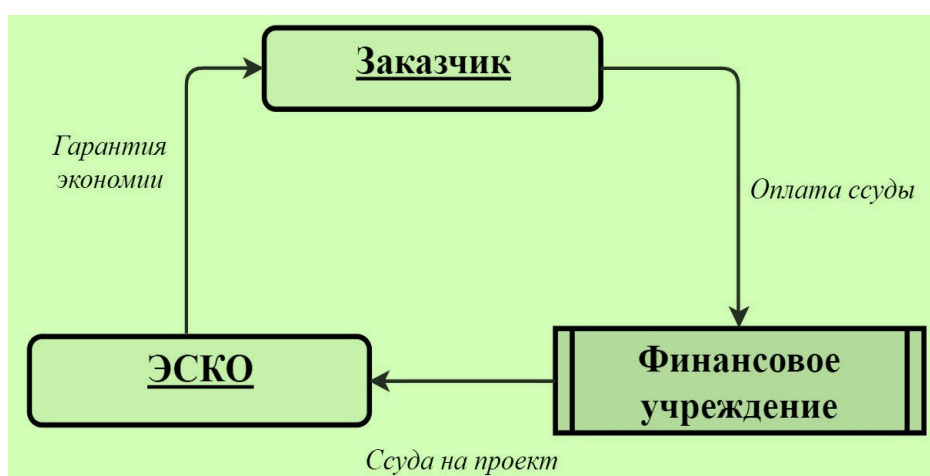 Заказчик
Гарантия
экономии
Оплата ссуды
ЭСКО
Финансовое
учреждение
Ссуда на проект